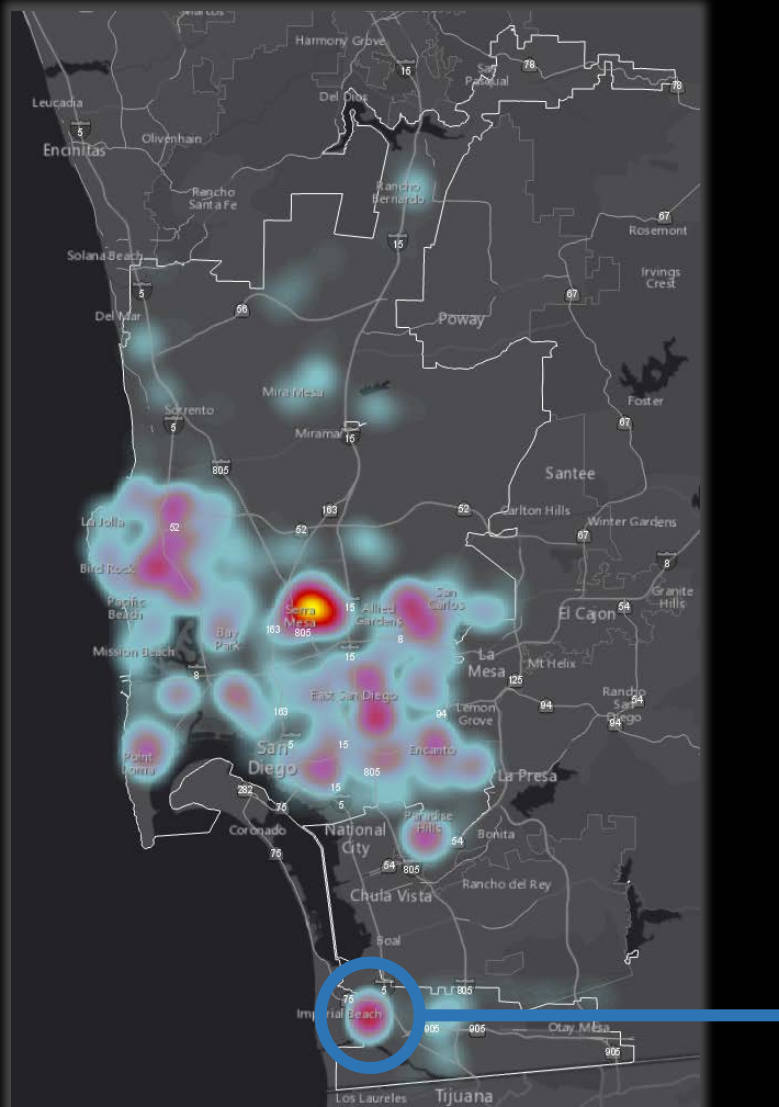 Marcos
Harmony Grove
15
San
Pasqual
78
78
Del Dios
Leucadia
5
Encinitas
Olivenhain
Rancho
Santa Fe
Rancho
Bernardo
15
67
Rosemont
Solana Beach
5
Irvings
Crest
67
56
Del Mar
Poway
Mira Mesa
Foster
Sorrento
5
67
Miramar
15
805
Santee
163
52
Carlton Hills
La Jolla
52
52
Winter Gardens
67
8
Bird Rock
Granite
Hills
Pacific
Beach
Serra
Mesa
15
Allied
Gardens
San
Carlos
54
El Cajon
163
805
8
Bay
Park
Mission Beach
15
La
Mesa
Mt Helix
8
125
East San Diego
Rancho
San
Diego
54
94
94
163
94
Lemon
Grove
San
Diego
5
15
Encanto
Point
Loma
805
La Presa
15
282
75
5
Coronado
National
City
Paradise
Hills
Bonita
54
75
54
805
Rancho del Rey
Chula Vista
Boal
5
805
75
Imperial Beach
905
905
Otay Mesa
905
Los Laureles
Tijuana